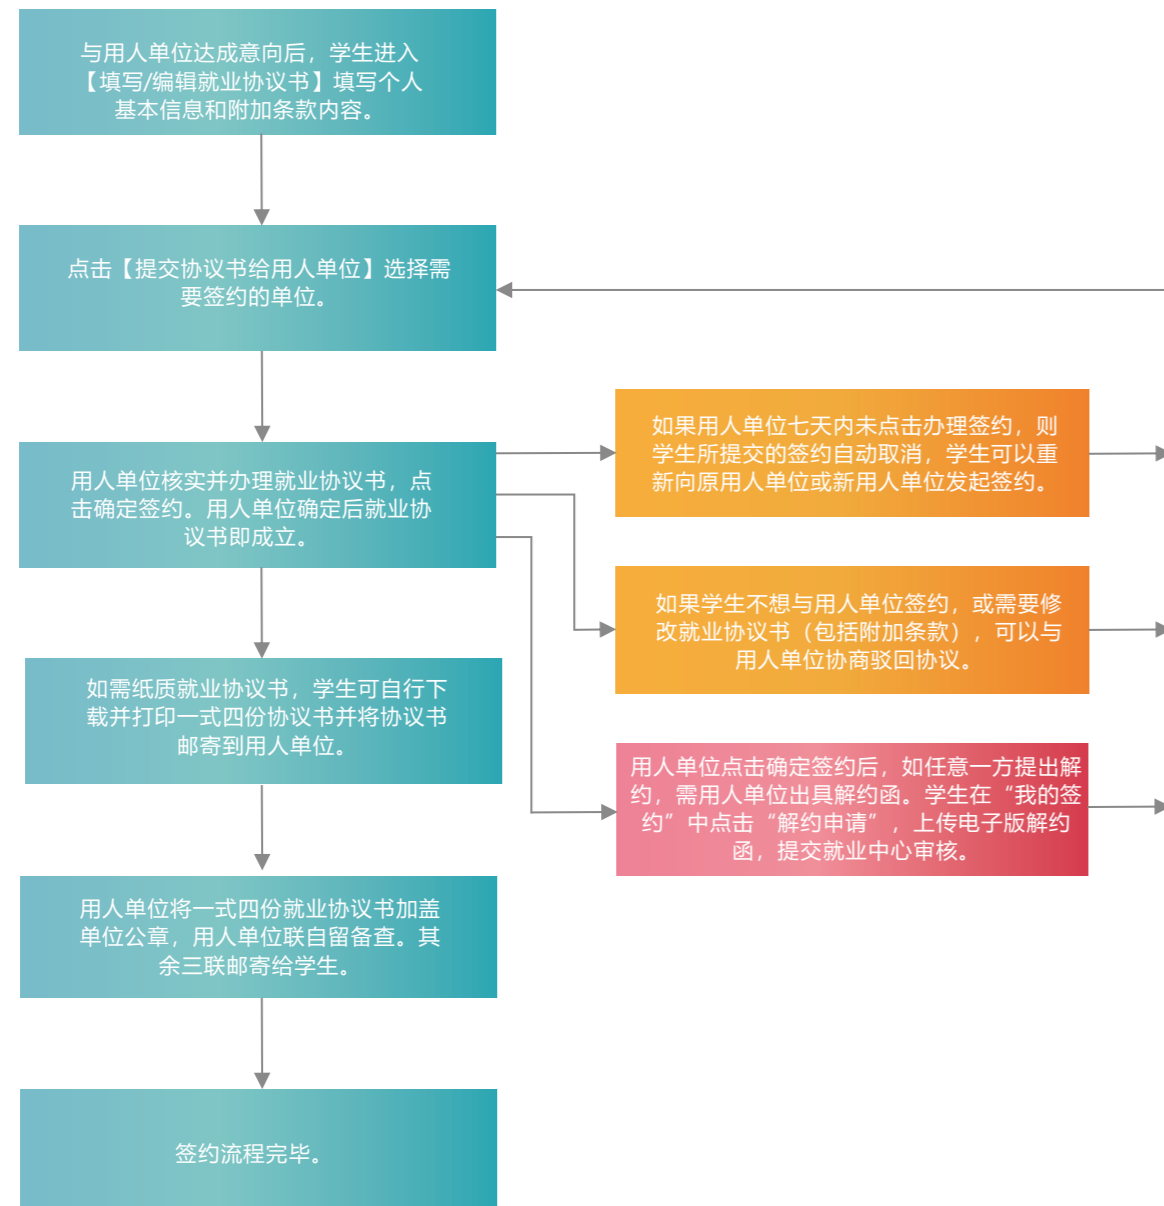 与用人单位达成意向后，学生进入
【填写/编辑就业协议书】填写个人
基本信息和附加条款内容。
点击【提交协议书给用人单位】选择需
要签约的单位。
用人单位核实并办理就业协议书，点
击确定签约。用人单位确定后就业协
议书即成立。
如果用人单位七天内未点击办理签约，则
学生所提交的签约自动取消，学生可以重
新向原用人单位或新用人单位发起签约。
如果学生不想与用人单位签约，或需要修
改就业协议书（包括附加条款），可以与
用人单位协商驳回协议。
用人单位点击确定签约后，如任意一方提出解
约，需用人单位出具解约函。学生在“我的签
约”中点击“解约申请”，上传电子版解约
函，提交就业中心审核。
如需纸质就业协议书，学生可自行下
载并打印一式四份协议书并将协议书
邮寄到用人单位。
用人单位将一式四份就业协议书加盖
单位公章，用人单位联自留备查。其
余三联邮寄给学生。
签约流程完毕。